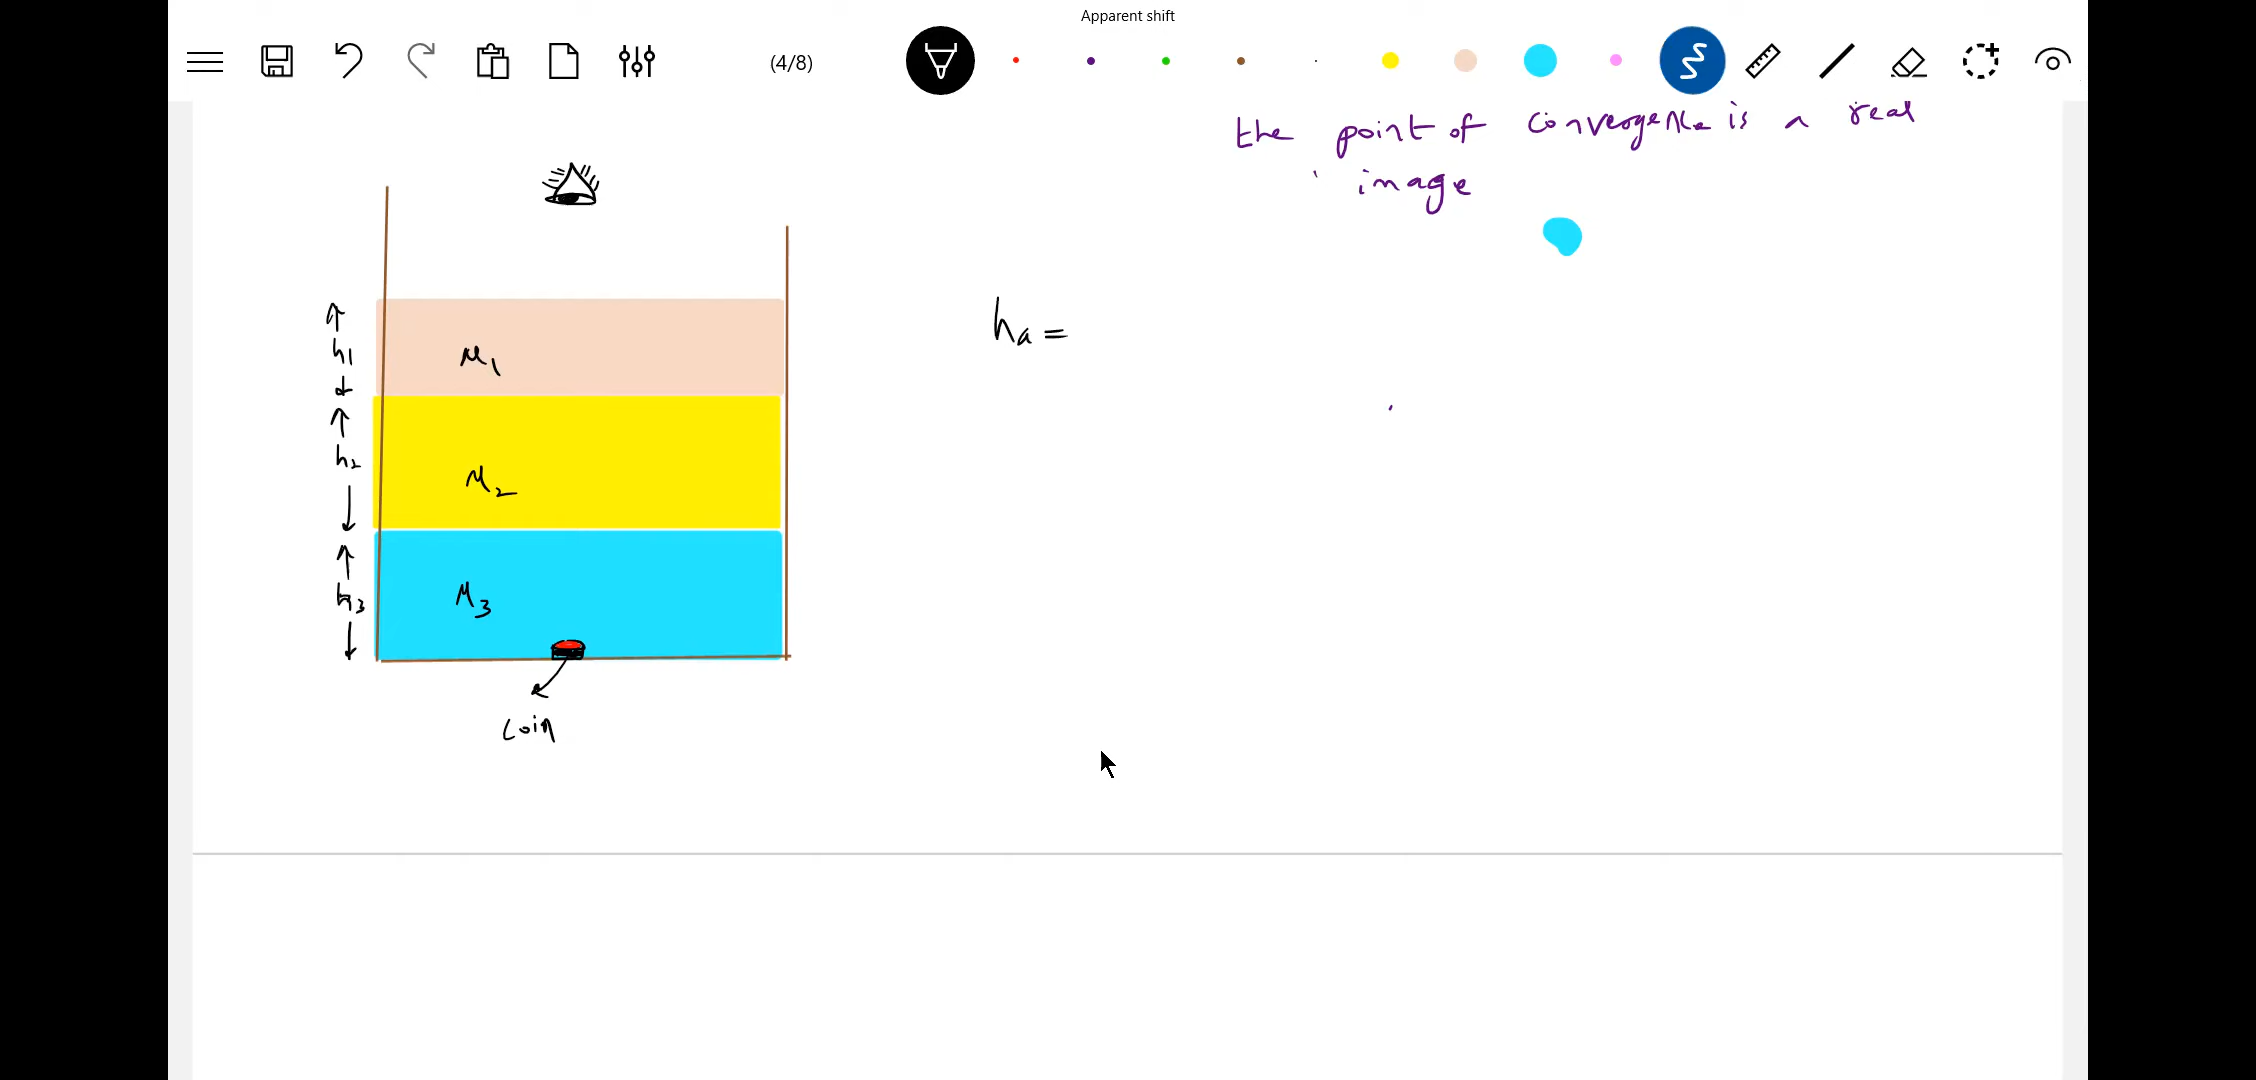 Apparent shift
(4/8)
the point of convergence is a real
image
h1
μ1
ha =
h2
μ2
h3
μ3
coin